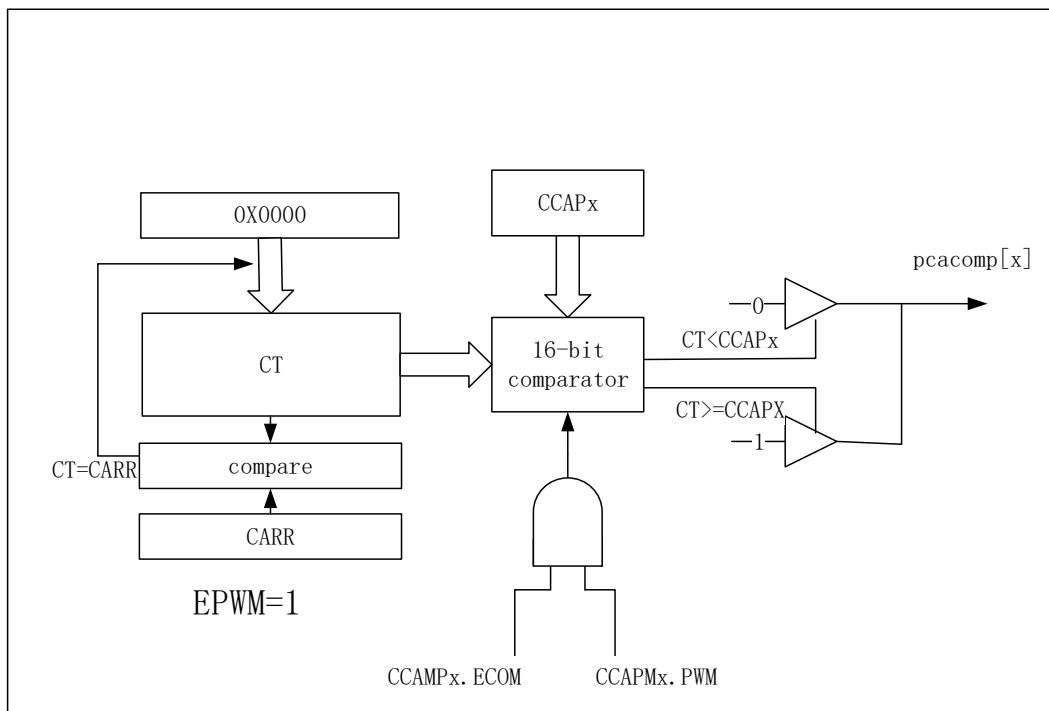 0X0000
CCAPx
pcacomp[x]
0
CT<CCAPx
CT
16-bit
comparator
CT>=CCAPX
1
CT=CARR
compare
CARR
EPWM=1
CCAMPx.ECOM
CCAPMx.PWM